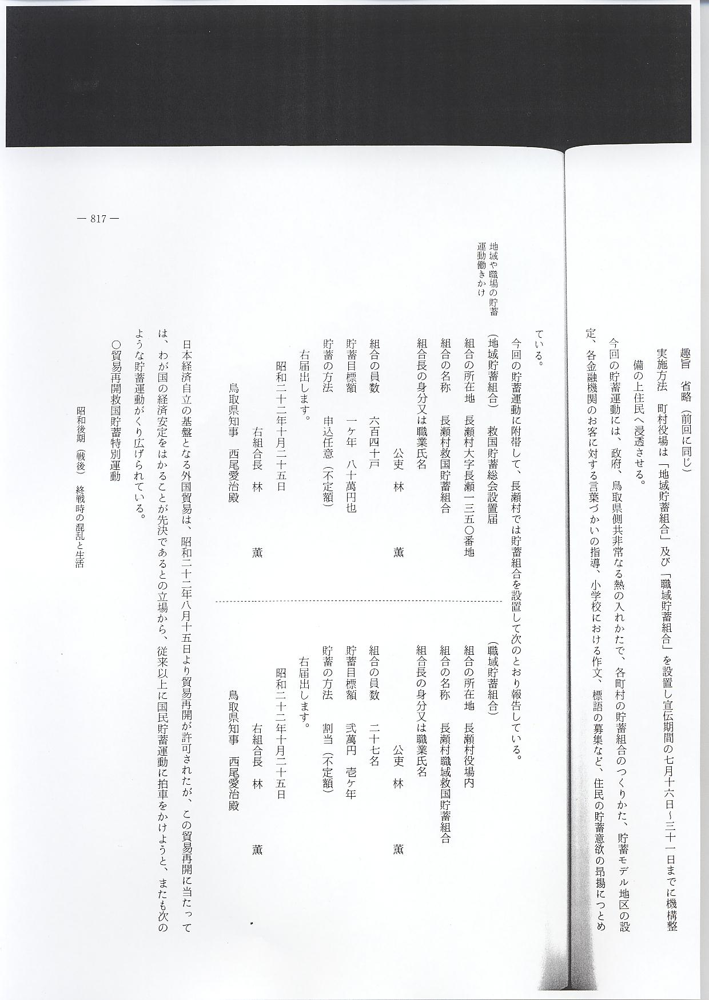 趣旨　省略（前回に同じ）
実施方法　町村役場は「地域貯蓄組合」及び「職域貯蓄組合」を設置し宣伝期間の七月十六日～三十一日までに機構整
備の上住民へ浸透させる。
今回の貯蓄運動には、政府、鳥取県側共非常なる熱の入れかたで、各町村の貯蓄組合のつくりかた、貯蓄モデル地区の設
定、各金融機関のお客に対する言葉づかいの指導、小学校における作文、標語の募集など、住民の貯蓄意欲の昂揚につとめ
ている。
今回の貯蓄運動に附帯して、長瀬村では貯蓄組合を設置して次のとおり報告している。
地域や職場の貯蓄
運動働きかけ
（地域貯蓄組合）　救国貯蓄総会設置届
組合の所在地　長瀬村大字長瀬一三五〇番地
組合の名称　長瀬村救国貯蓄組合
組合長の身分又は職業氏名
公吏　林　薫
組合の員数　六百四十戸
貯蓄目標額　一ケ年　八十萬円也
貯蓄の方法　申込任意（不定額）
右届出します。
昭和二十二年十月二十五日
右組合長　林　薫
鳥取県知事　西尾愛治殿
（職域貯蓄組合）
組合の所在地　長瀬村役場内
組合の名称　長瀬村職域救国貯蓄組合
組合長の身分又は職業氏名
公吏　林　薫
組合の員数　二十七名
貯蓄目標額　弐萬円　壱ケ年
貯蓄の方法　割当（不定額）
右届出します。
昭和二十二年十月二十五日
右組合長　林　薫
鳥取県知事　西尾愛治殿
日本経済自立の基盤となる外国貿易は、昭和二十二年八月十五日より貿易再開が許可されたが、この貿易再開に当たって
は、わが国の経済安定をはかることが先決であるとの立場から、従来以上に国民貯蓄運動に拍車をかけようと、またも次の
ような貯蓄運動がくり広げられている。
〇貿易再開救国貯蓄特別運動
昭和後期（戦後）　終戦時の混乱と生活
— 817 —